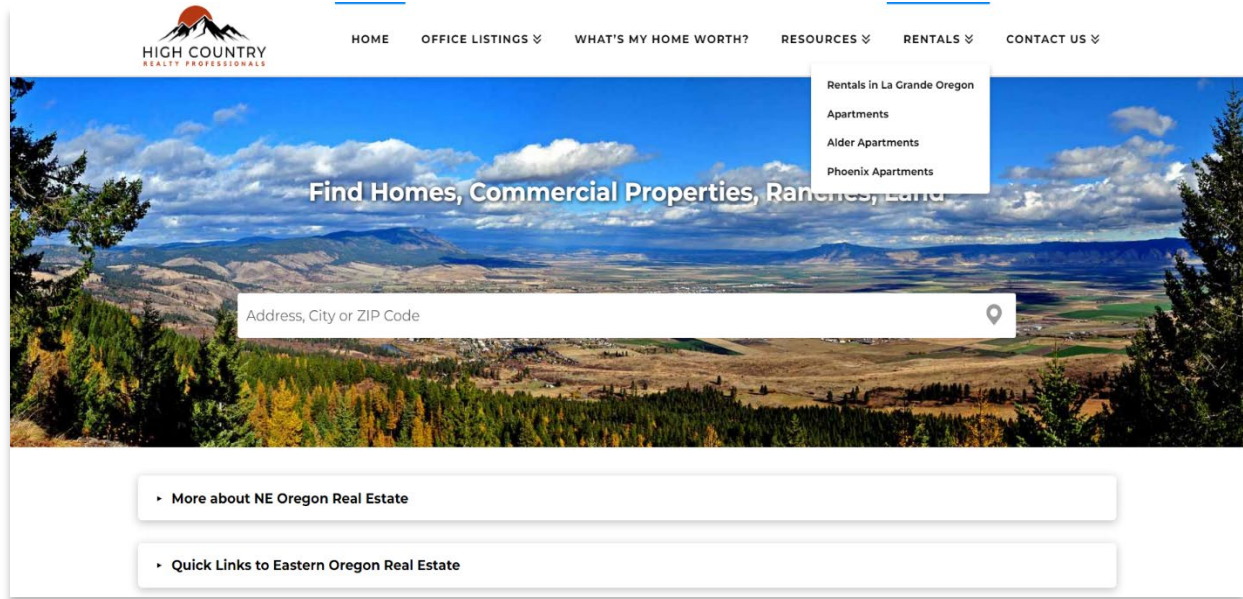 HIGH COUNTRY
REALTY PROFESSIONALS
HOME OFFICE LISTINGS WHAT'S MY HOME WORTH? RESOURCES RENTALS CONTACT US
Rentals in La Grande Oregon
Apartments
Alder Apartments
Phoenix Apartments
Find Homes, Commercial Properties, Ranches, Land
Address, City or ZIP Code
More about NE Oregon Real Estate
Quick Links to Eastern Oregon Real Estate